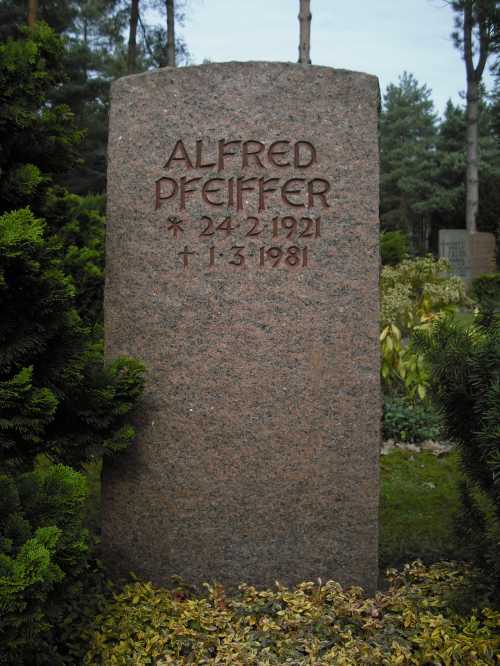 ALFRED
PFEIFFER
* 24·2·1921
† 1·3·1981